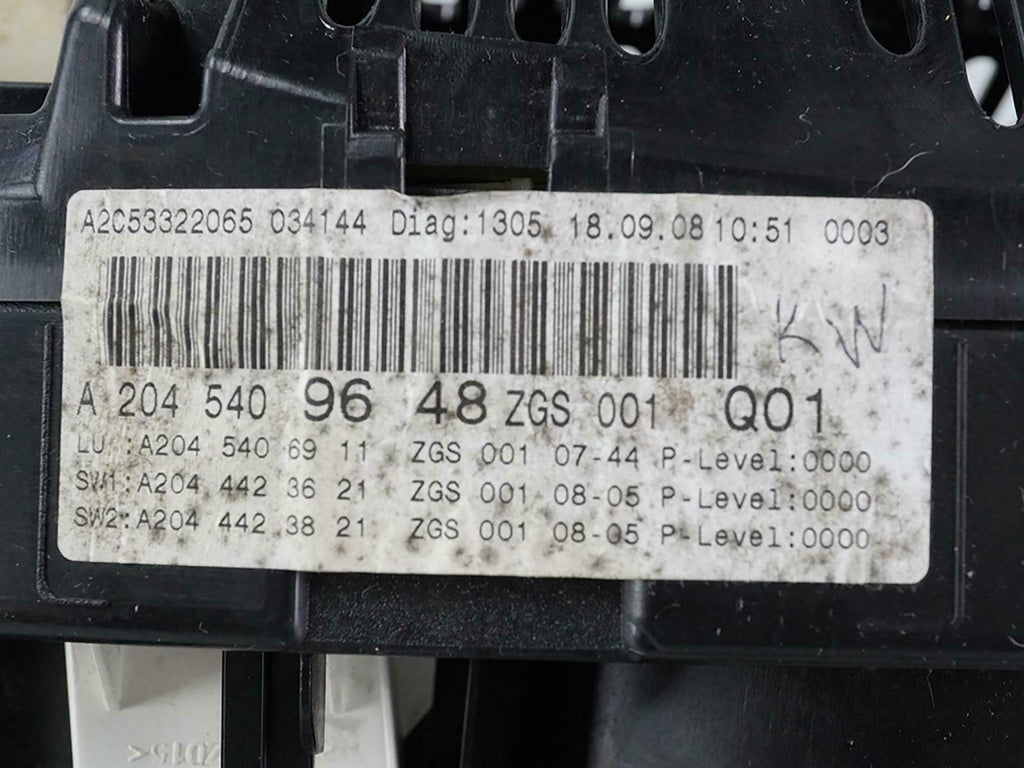 A2C53322065 034144 Diag:1305 18.09.08 10:51 0003
KW
A 204 540 96 48 ZGS 001 Q01
LU :A204 540 69 11 ZGS 001 07-44 P-Level:0000
SW1:A204 442 36 21 ZGS 001 08-05 P-Level:0000
SW2:A204 442 38 21 ZGS 001 08-05 P-Level:0000